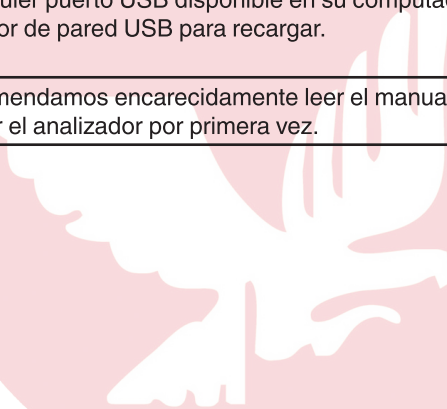 uier puerto USB disponible en su computa
or de pared USB para recargar.
mendamos encarecidamente leer el manua
r el analizador por primera vez.